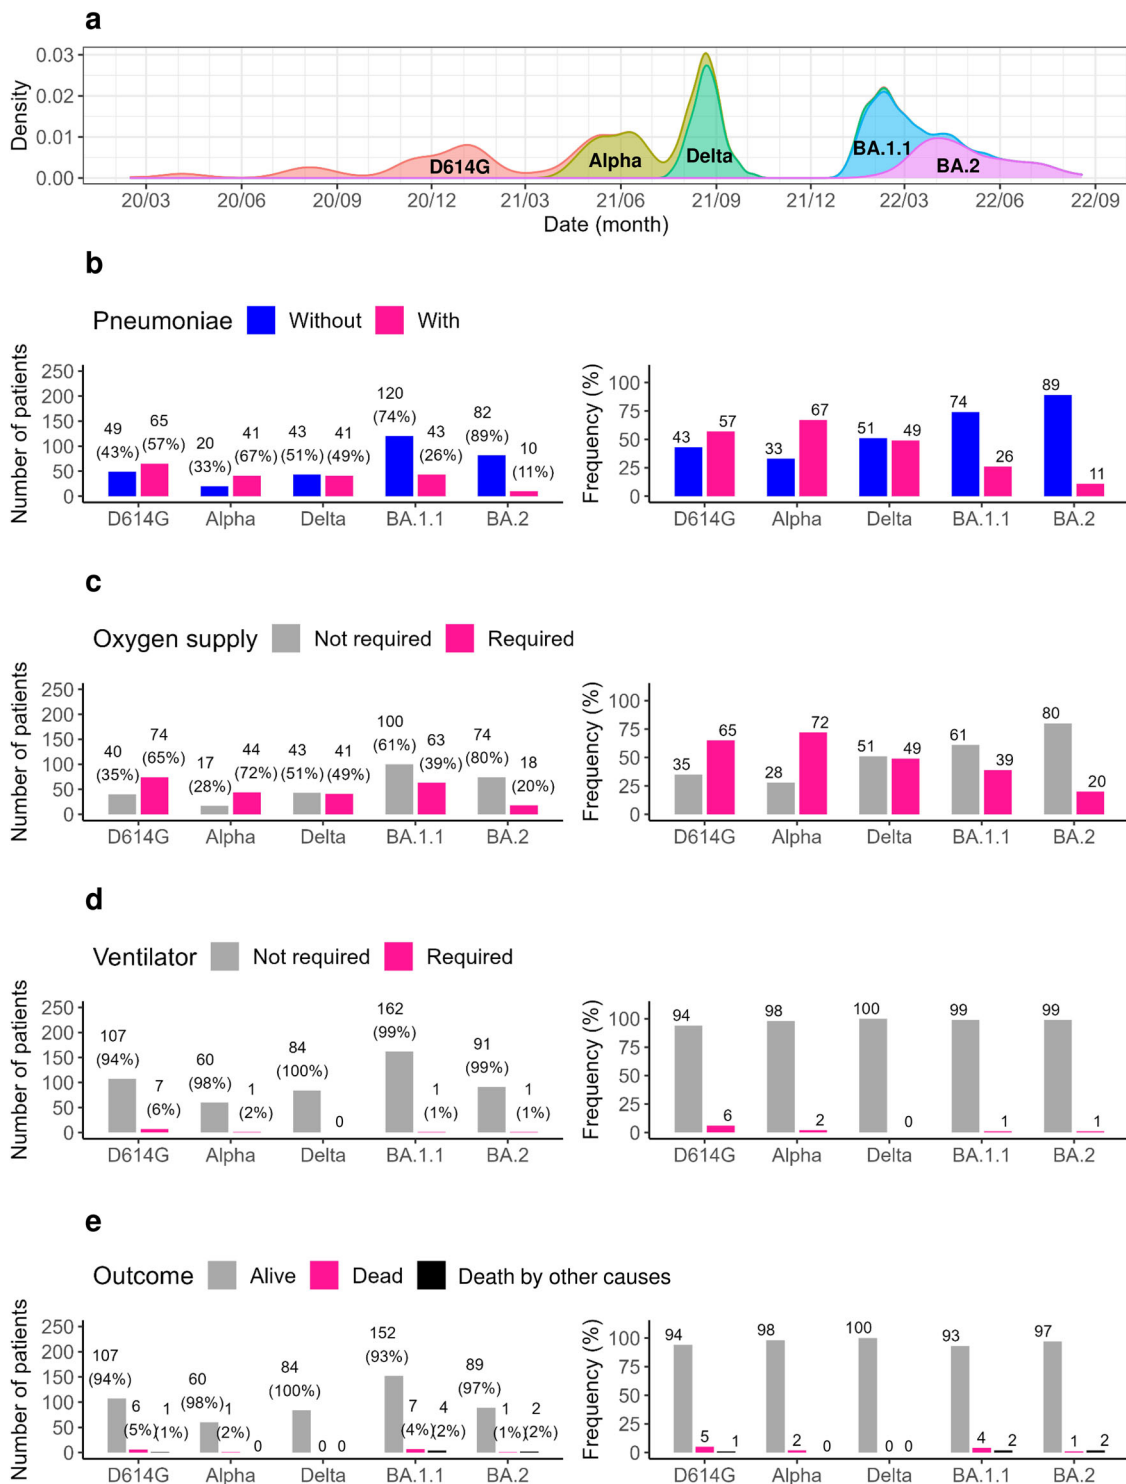 a
Density
0.03
0.02
0.01
0.00
D614G
Alpha
Delta
BA.1.1
BA.2
20/03 20/06 20/09 20/12 21/03 21/06 21/09 21/12 22/03 22/06 22/09
Date (month)
b
Pneumoniae Without With
Number of patients
250
200
150
100
50
0
49 (43%)
65 (57%)
20 (33%)
41 (67%)
43 (51%)
41 (49%)
120 (74%)
43 (26%)
82 (89%)
10 (11%)
D614G Alpha Delta BA.1.1 BA.2
Frequency (%)
100
75
50
25
0
43 57 33 67 51 49 74 26 89 11
D614G Alpha Delta BA.1.1 BA.2
c
Oxygen supply Not required Required
Number of patients
250
200
150
100
50
0
40 (35%)
74 (65%)
17 (28%)
44 (72%)
43 (51%)
41 (49%)
100 (61%)
63 (39%)
74 (80%)
18 (20%)
D614G Alpha Delta BA.1.1 BA.2
Frequency (%)
100
75
50
25
0
35 65 28 72 51 49 61 39 80 20
D614G Alpha Delta BA.1.1 BA.2
d
Ventilator Not required Required
Number of patients
250
200
150
100
50
0
107 (94%)
7 (6%)
60 (98%)
1 (2%)
84 (100%)
0
162 (99%)
1 (1%)
91 (99%)
1 (1%)
D614G Alpha Delta BA.1.1 BA.2
Frequency (%)
100
75
50
25
0
94 6 98 2 100 0 99 1 99 1
D614G Alpha Delta BA.1.1 BA.2
e
Outcome Alive Dead Death by other causes
Number of patients
250
200
150
100
50
0
107 (94%)
6 (5%)
1 (1%)
60 (98%)
1 (2%)
0
84 (100%)
0
0
152 (93%)
7 (4%)
4 (2%)
89 (97%)
1 (1%)
2 (2%)
D614G Alpha Delta BA.1.1 BA.2
Frequency (%)
100
75
50
25
0
94 5 1 98 2 0 100 0 0 93 4 2 97 1 2
D614G Alpha Delta BA.1.1 BA.2